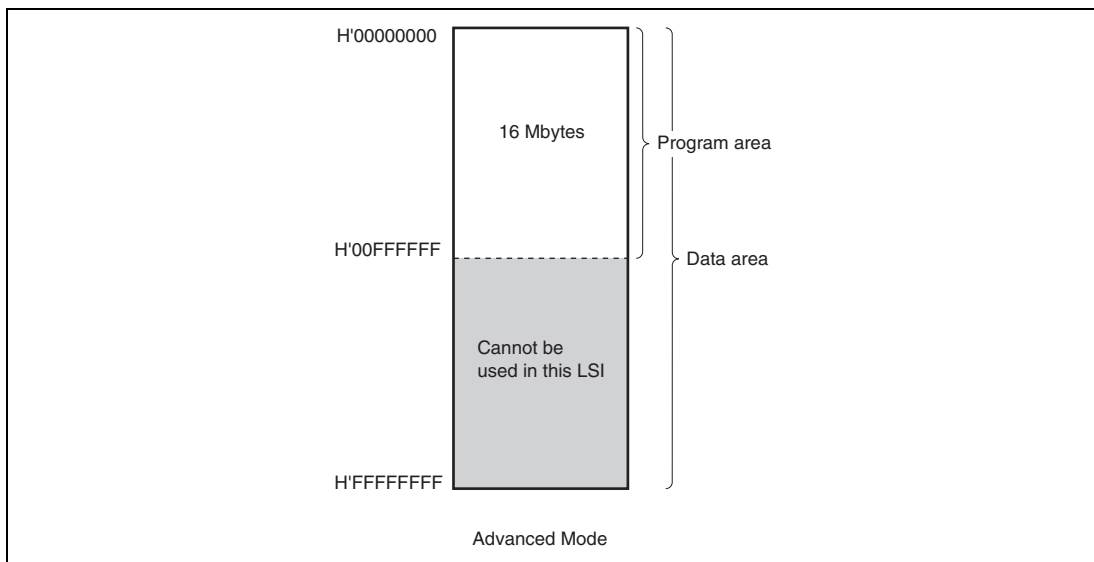 H'00000000
16 Mbytes
Program area
H'00FFFFFF
Data area
Cannot be
used in this LSI
H'FFFFFFFF
Advanced Mode